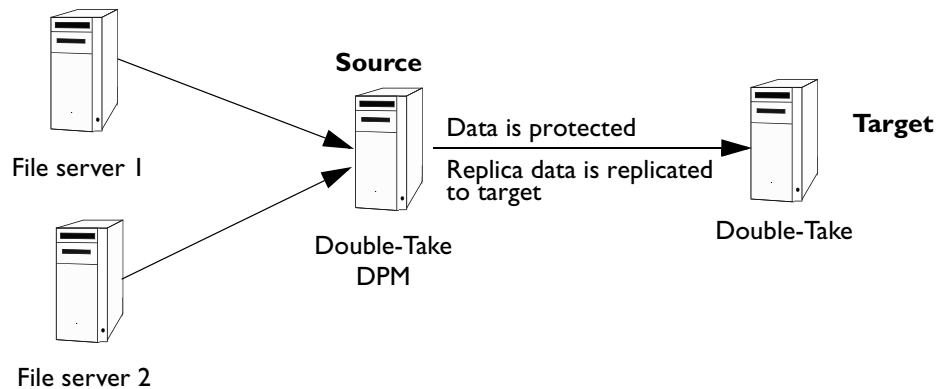 Source
Target
Data is protected
Replica data is replicated
to target
File server 1
Double-Take
DPM
Double-Take
File server 2